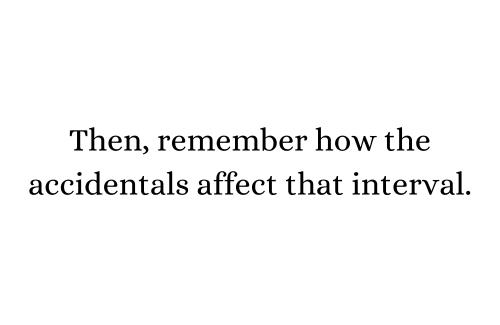 Then, remember how the
accidentals affect that interval.